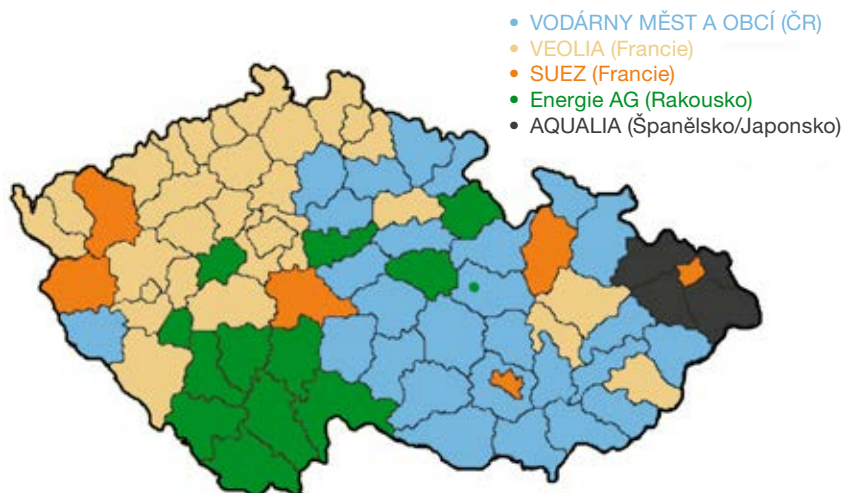 • VODÁRNY MĚST A OBCÍ (ČR)
• VEOLIA (Francie)
• SUEZ (Francie)
• Energie AG (Rakousko)
• AQUALIA (Španělsko/Japonsko)